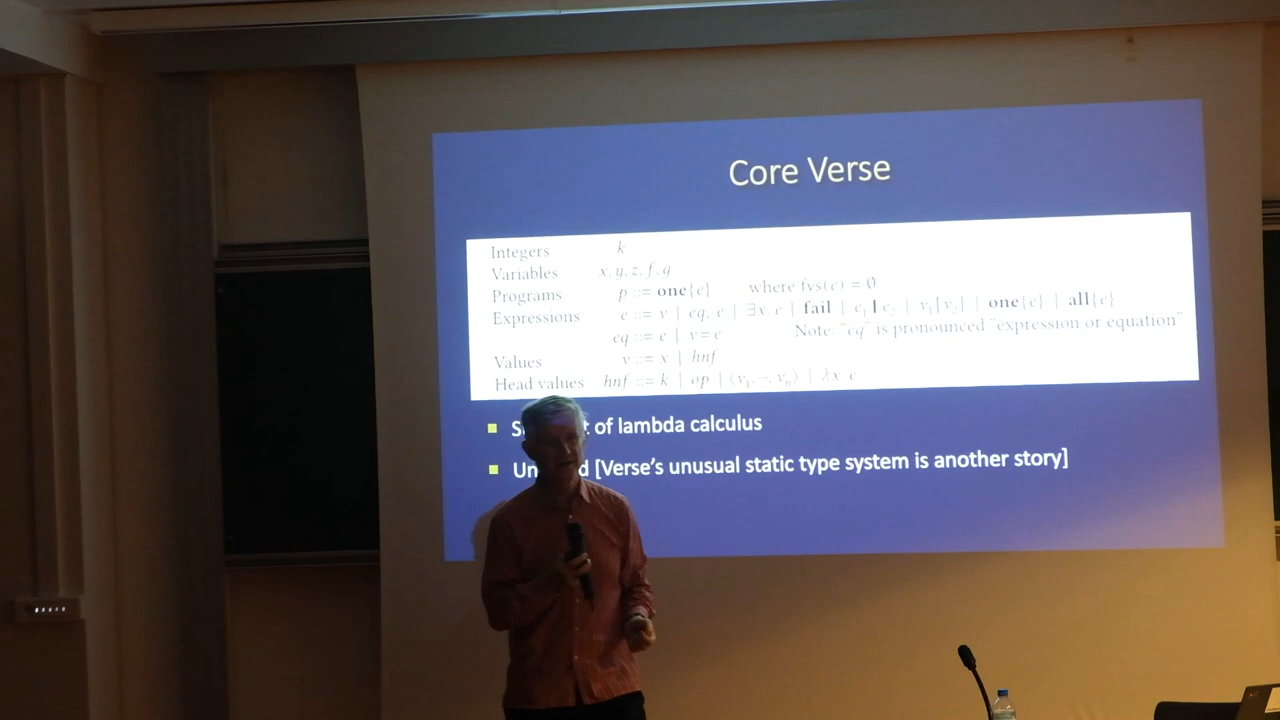 Core Verse
Integers k
Variables x, y, z, f, g
Programs p ::= one{e} where fvs(e) = ∅
Expressions e ::= v | eq; e | ∃x. e | fail | e₁ ▌ e₂ | v₁[v₂] | one{e} | all{e}
eq ::= e | v = e Note: "eq" is pronounced "expression or equation"
Values v ::= x | hnf
Head values hnf ::= k | op | ⟨v₁, ⋯, vₙ⟩ | λx. e
of lambda calculus
[Verse's unusual static type system is another story]